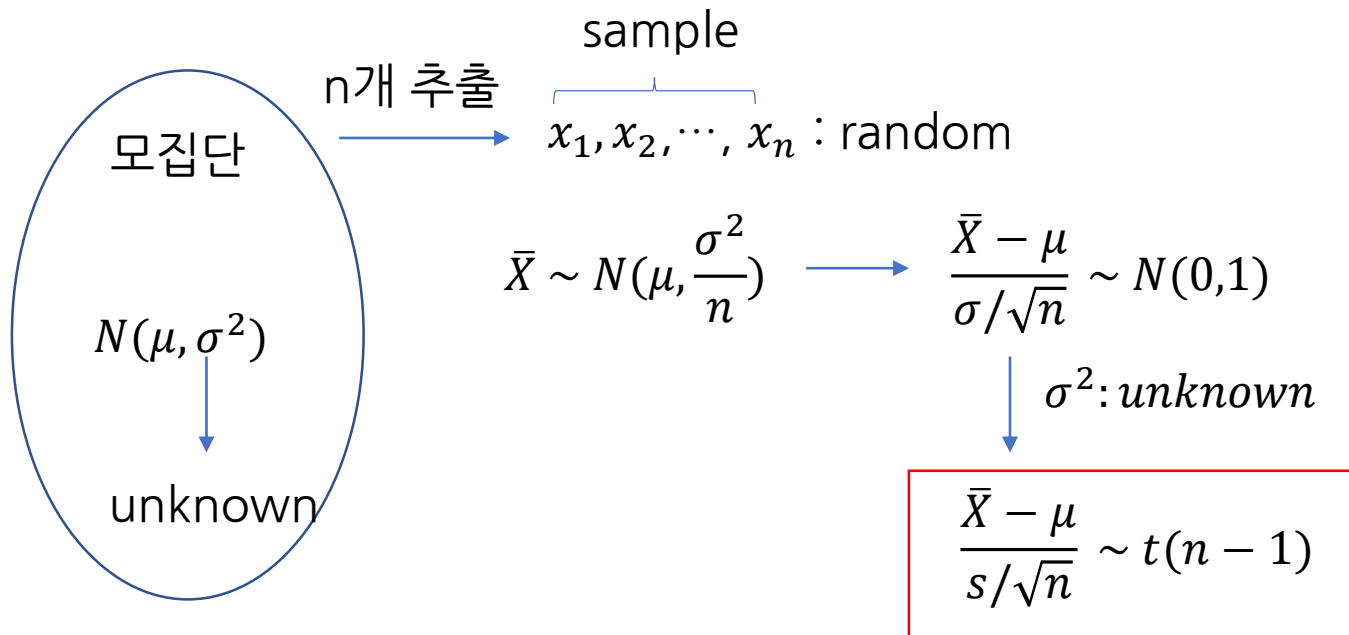 sample
n개 추출
x₁, x₂, ⋯, xₙ : random
모집단
X̄ ~ N(μ, σ²/n)
(X̄ − μ)/(σ/√n) ~ N(0,1)
N(μ, σ²)
σ²: unknown
unknown
(X̄ − μ)/(s/√n) ~ t(n − 1)